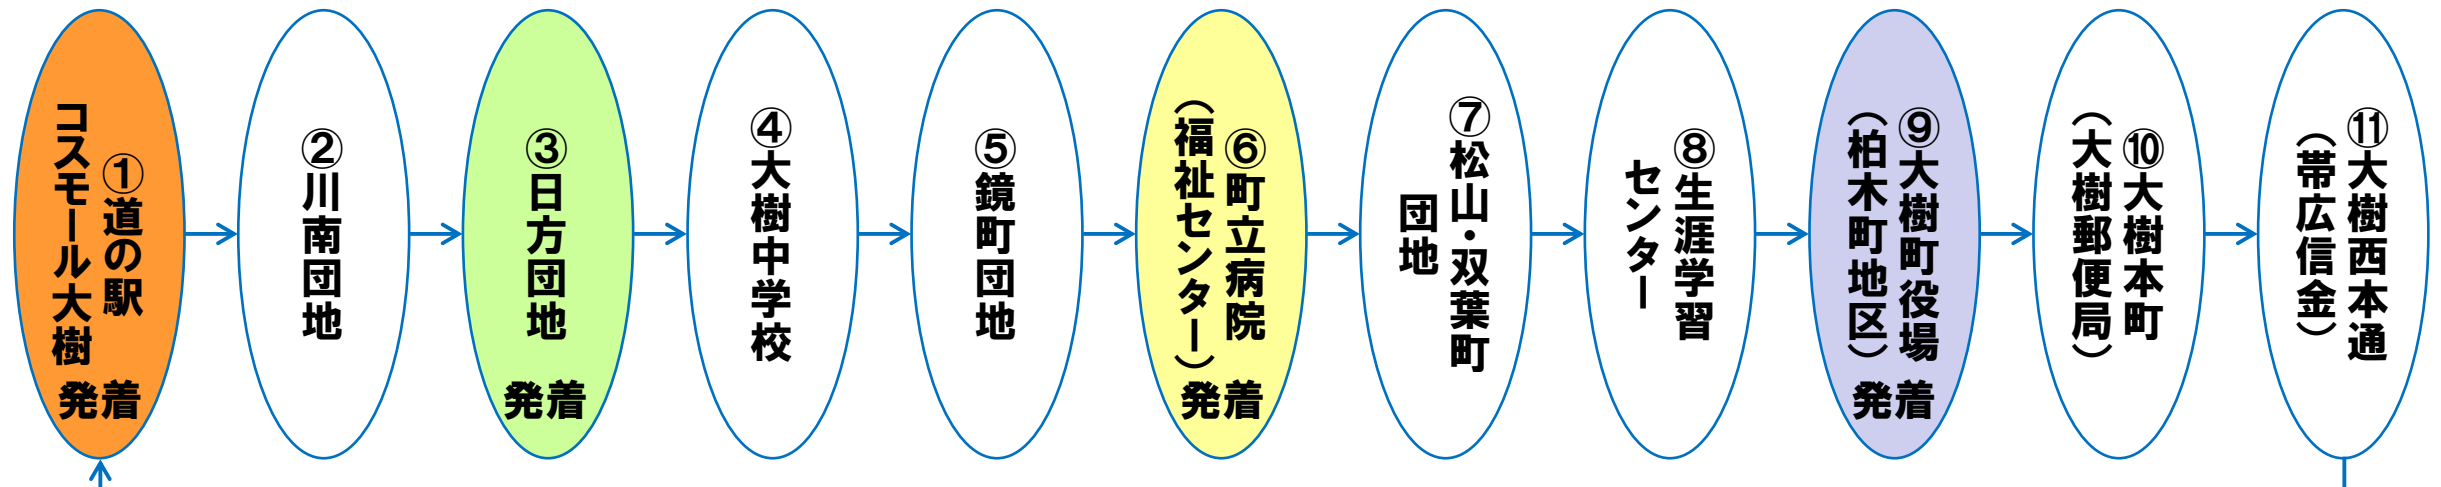 ①道の駅
コスモール大樹
発着
②川南団地
③日方団地
発着
④大樹中学校
⑤鏡町団地
⑥町立病院
（福祉センター）
発着
⑦松山・双葉町
団地
⑧生涯学習
センター
⑨大樹町役場
（柏木町地区）
発着
⑩大樹本町
（大樹郵便局）
⑪大樹西本通
（帯広信金）